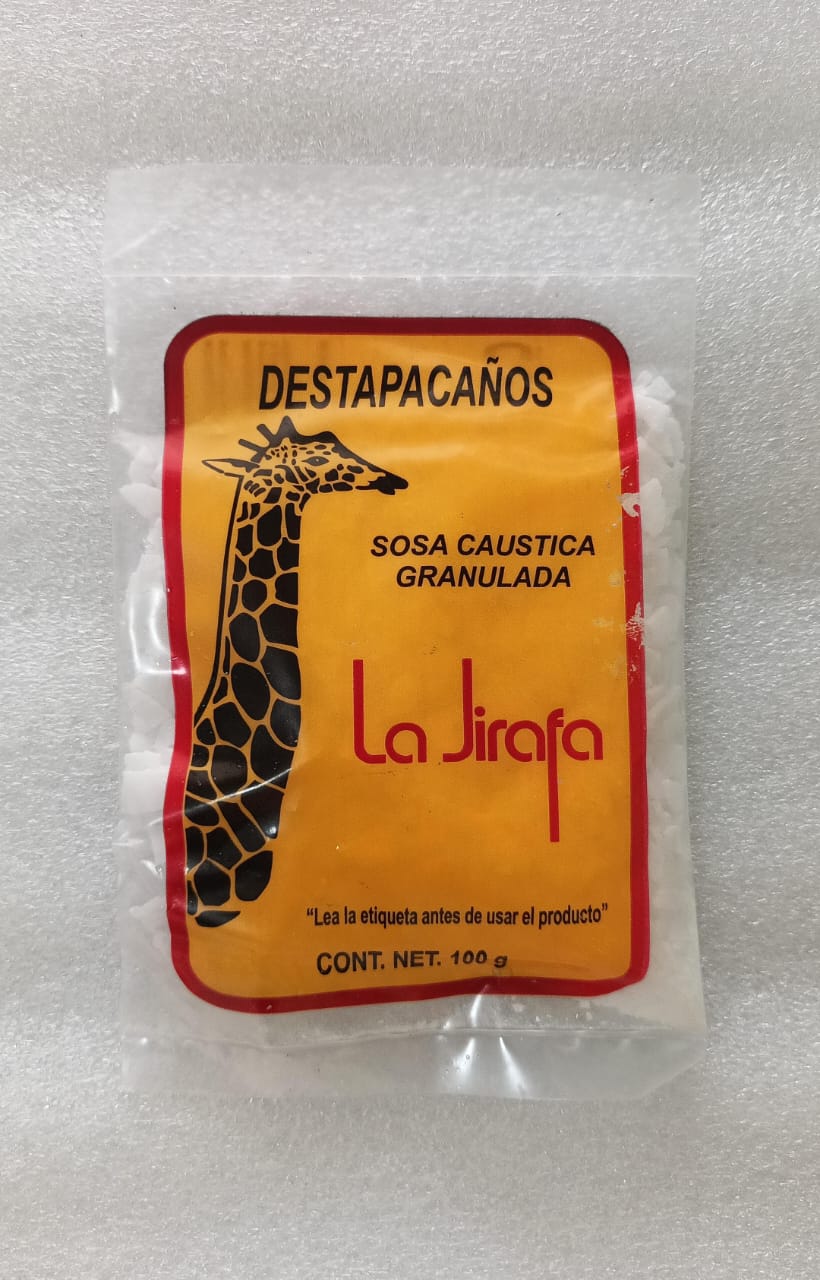 DESTAPACAÑOS
SOSA CAUSTICA
GRANULADA
La Jirafa
“Lea la etiqueta antes de usar el producto”
CONT. NET. 100 g